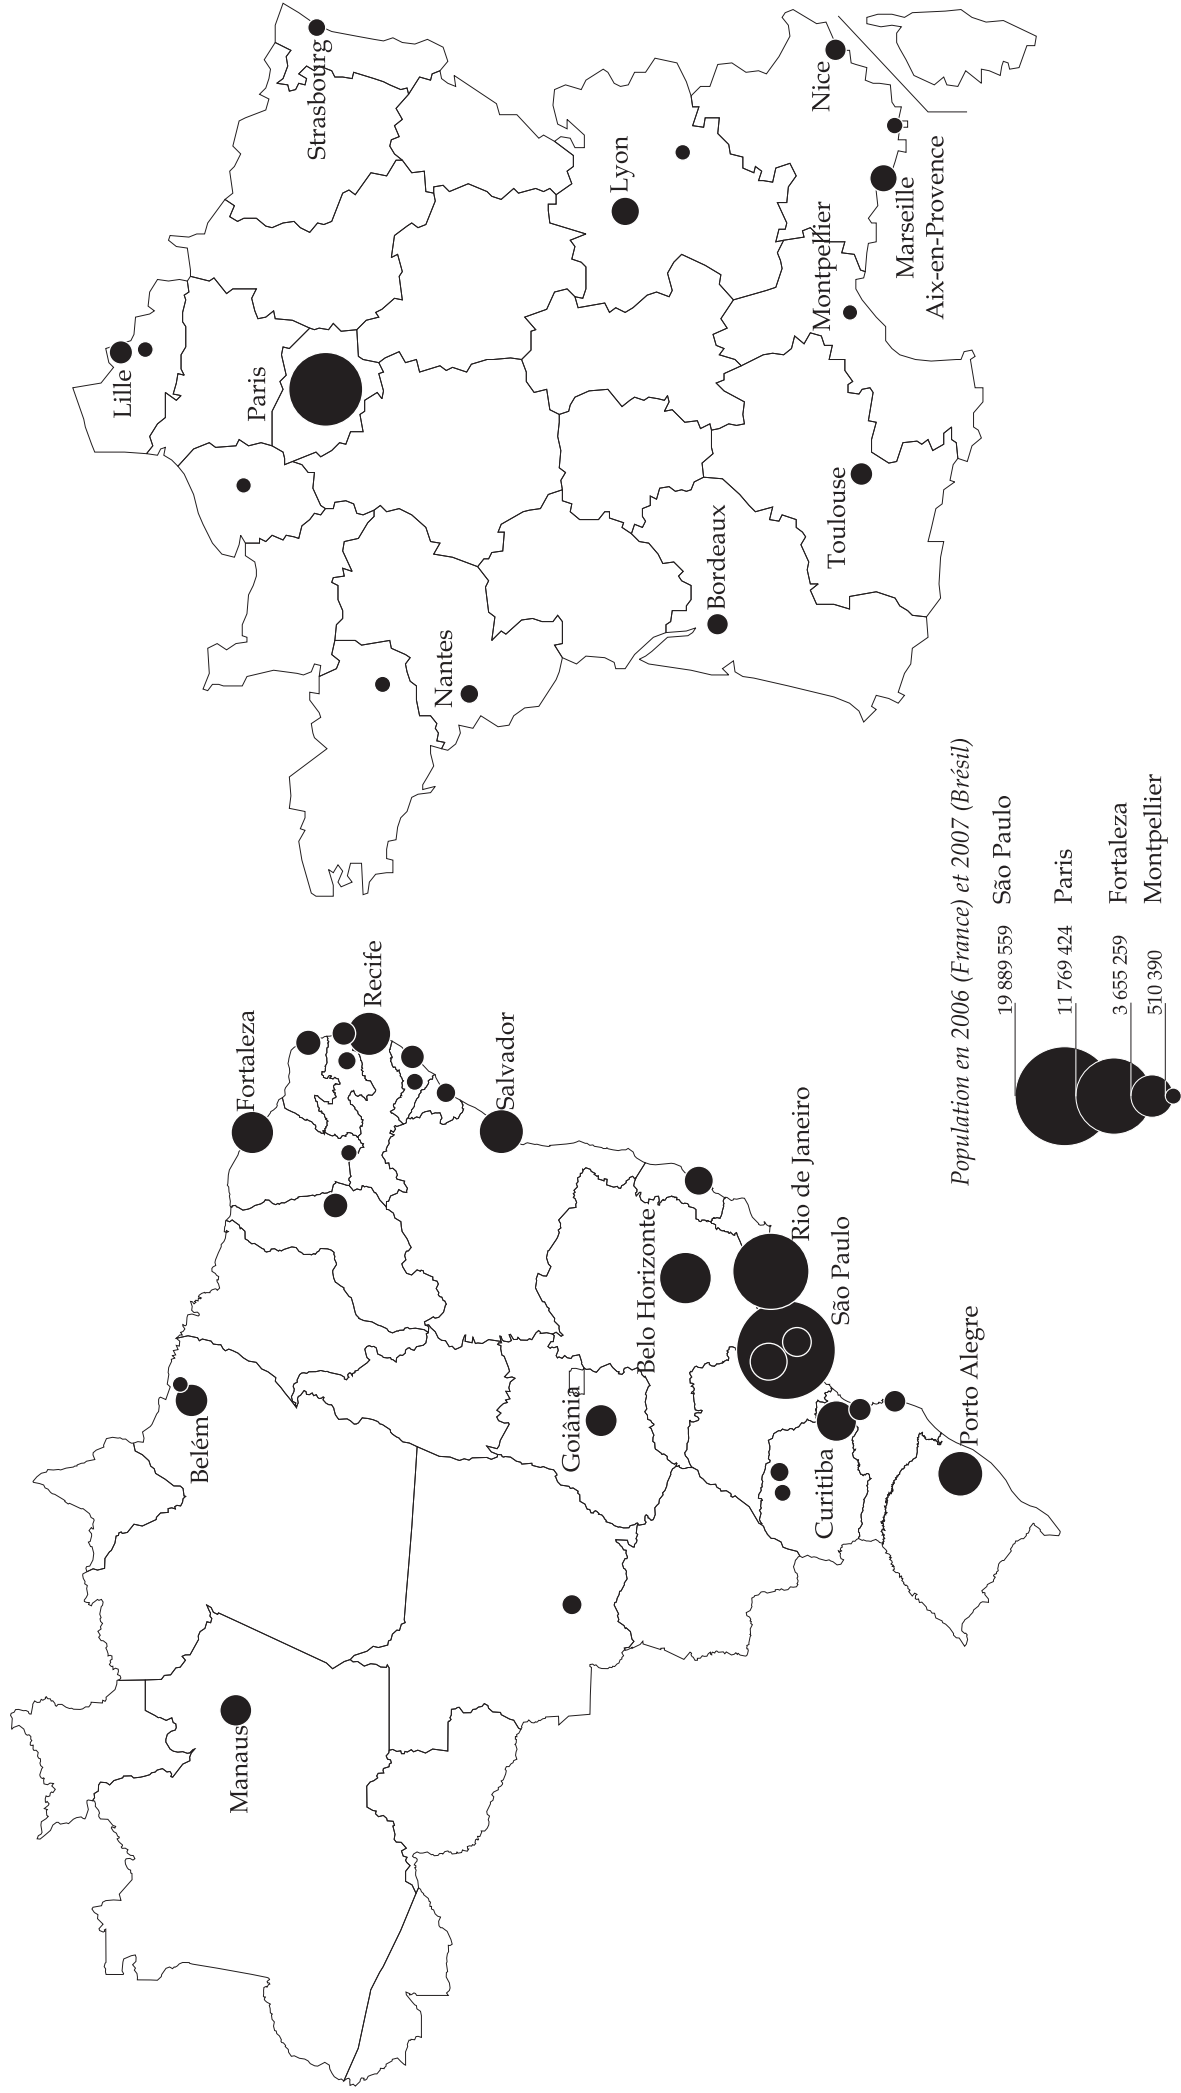 Manaus
Belém
Fortaleza
Recife
Salvador
Goiânia
Belo Horizonte
Rio de Janeiro
São Paulo
Curitiba
Porto Alegre
Lille
Paris
Strasbourg
Nantes
Lyon
Bordeaux
Toulouse
Montpellier
Nice
Marseille
Aix-en-Provence
Population en 2006 (France) et 2007 (Brésil)
19 889 559 São Paulo
11 769 424 Paris
3 655 259 Fortaleza
510 390 Montpellier